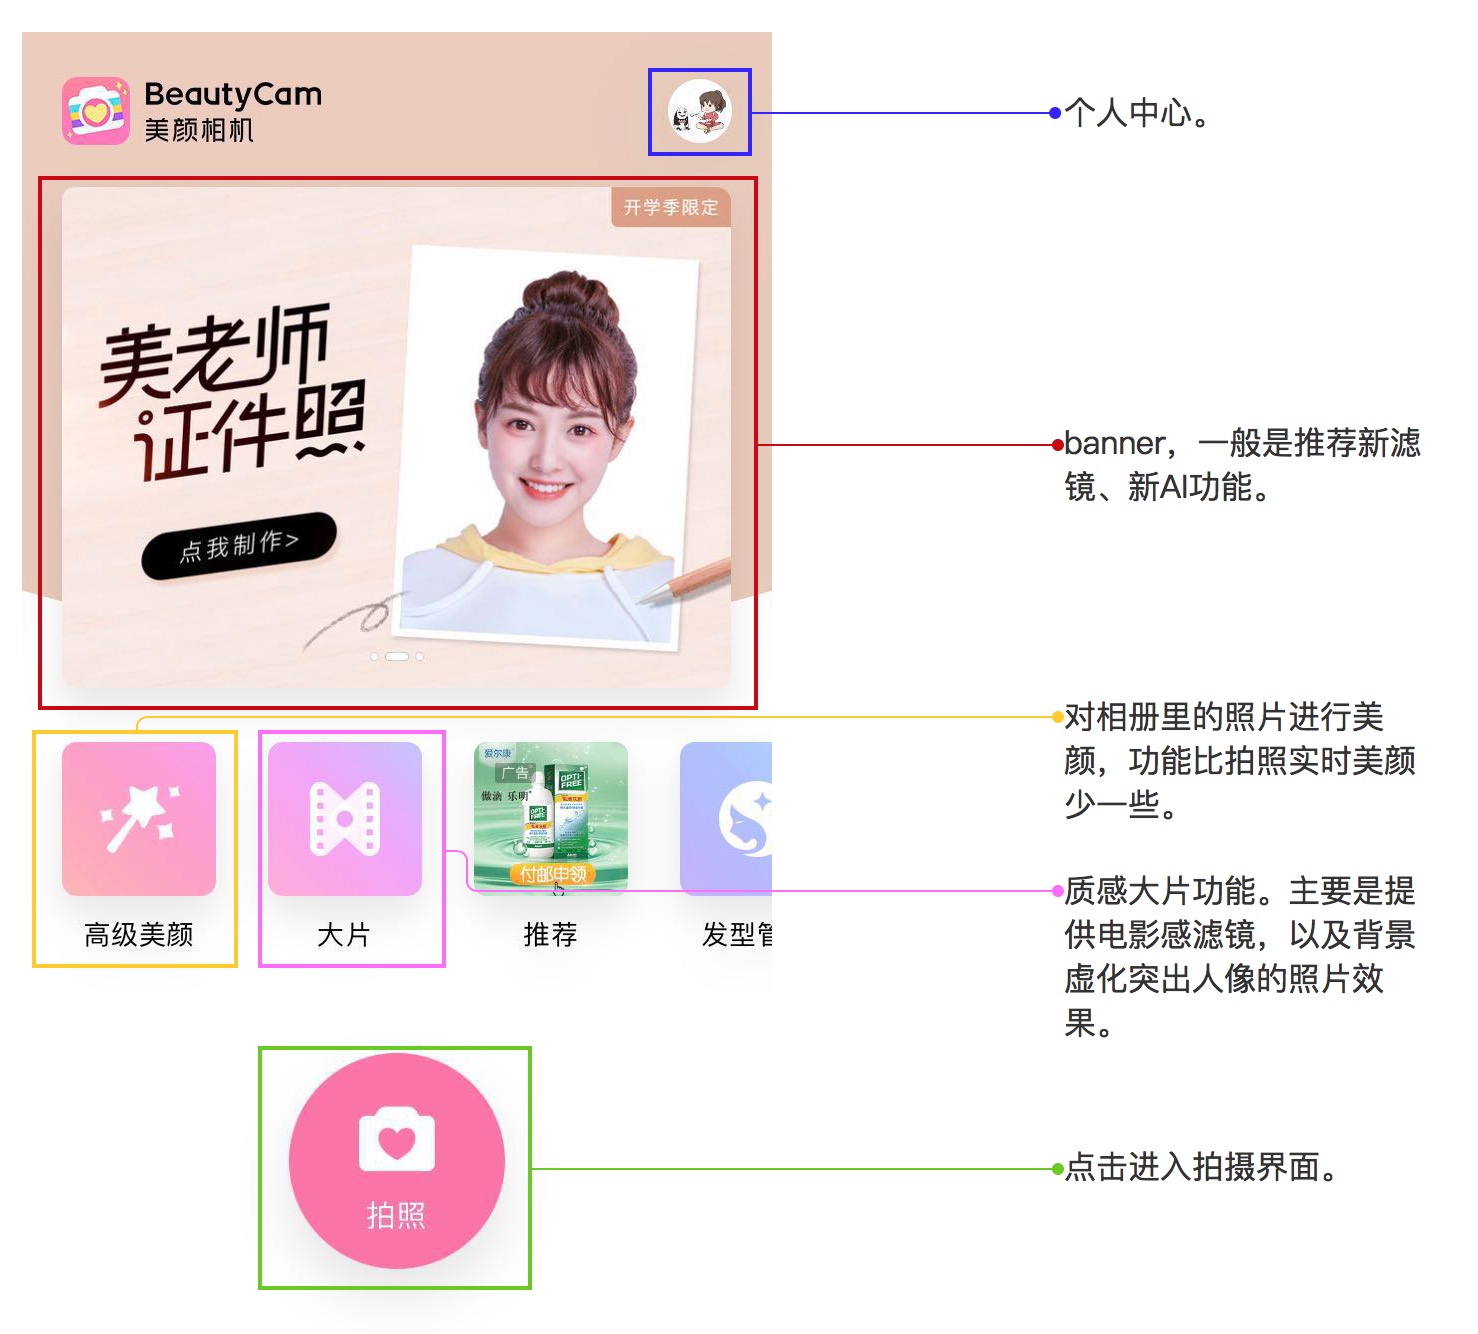 BeautyCam
美颜相机
个人中心。
开学季限定
美老师
证件照
点我制作>
banner，一般是推荐新滤
镜、新AI功能。
对相册里的照片进行美
颜，功能比拍照实时美颜
少一些。
爱尔康
广告
傲滴 乐明
OPTI-
FREE
OPTI-
FREE
付邮申领
高级美颜
大片
推荐
发型管
质感大片功能。主要是提
供电影感滤镜，以及背景
虚化突出人像的照片效
果。
拍照
点击进入拍摄界面。